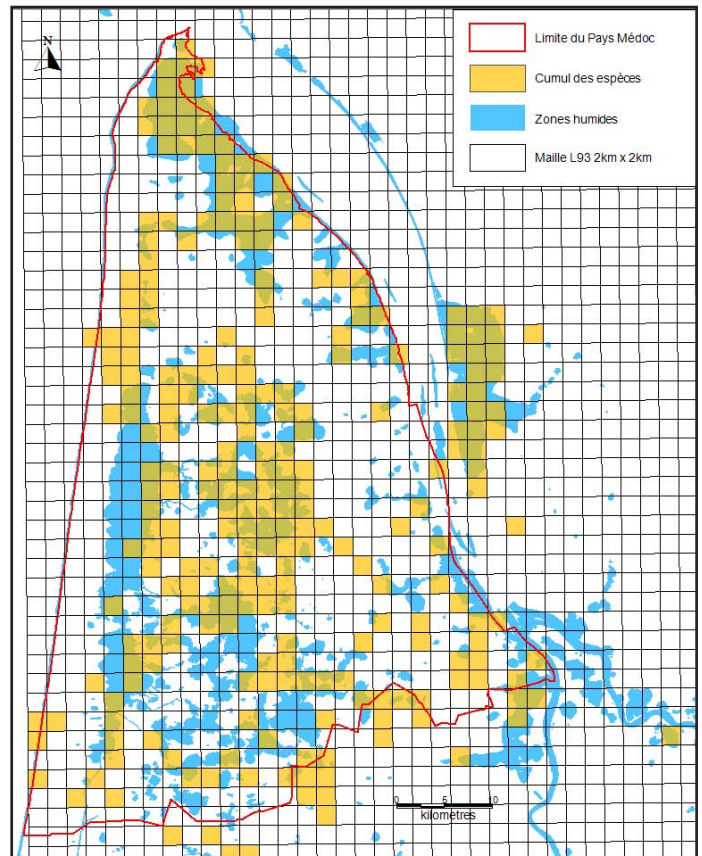 N
Limite du Pays Médoc
Cumul des espèces
Zones humides
Maille L93 2km x 2km
0 5 10
kilomètres